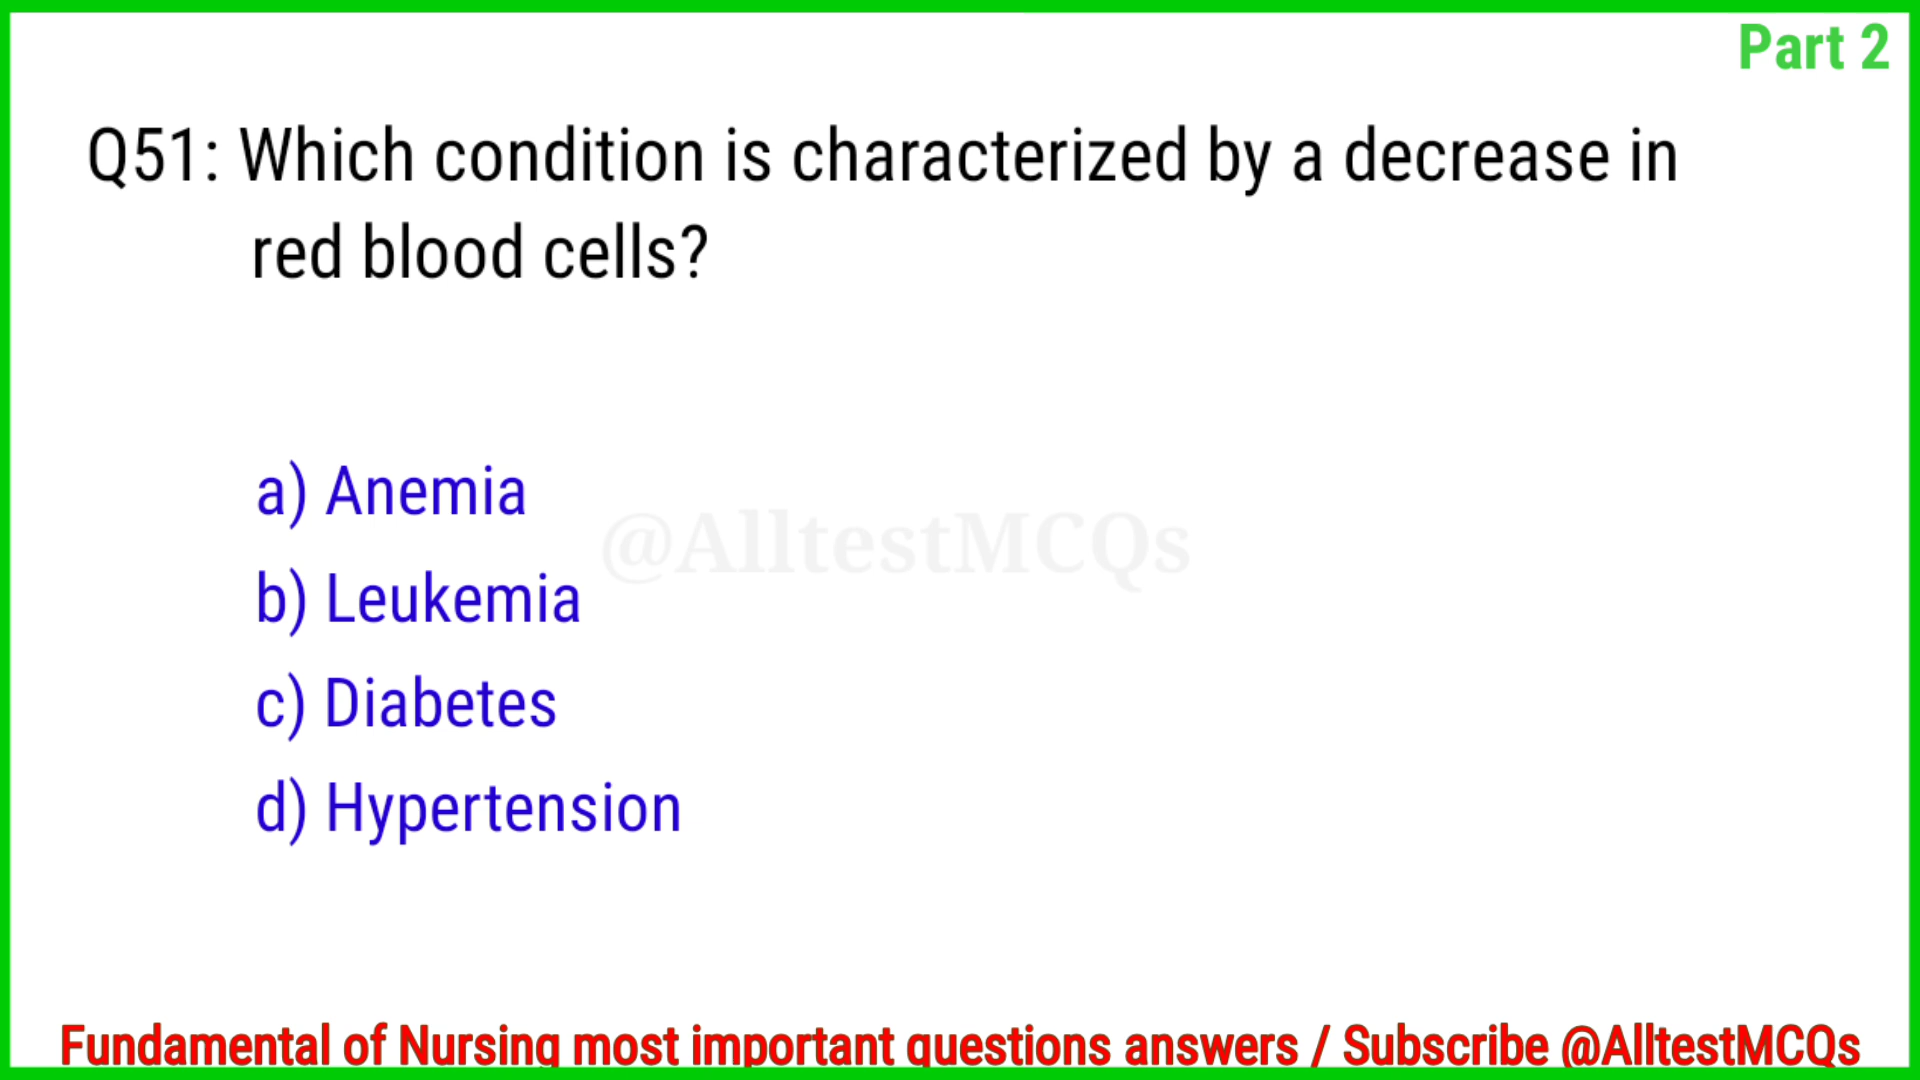 Part 2
Q51: Which condition is characterized by a decrease in
red blood cells?
a) Anemia
@AlltestMCQs
b) Leukemia
c) Diabetes
d) Hypertension
Fundamental of Nursing most important questions answers / Subscribe @AlltestMCQs